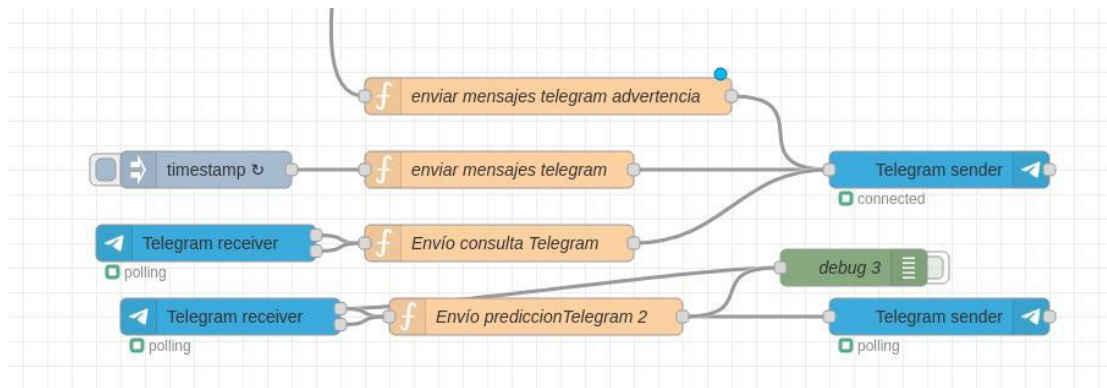 enviar mensajes telegram advertencia
timestamp ↻
enviar mensajes telegram
Telegram sender
connected
Telegram receiver
Envío consulta Telegram
polling
debug 3
Telegram receiver
Envío prediccionTelegram 2
Telegram sender
polling
polling